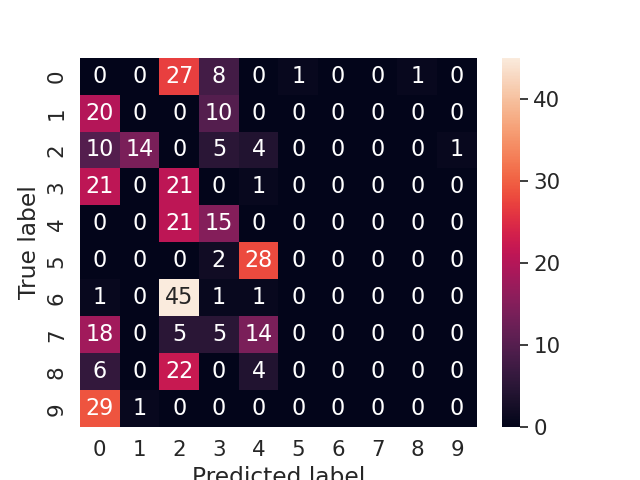 0 0 0 27 8 0 1 0 0 1 0
1 20 0 0 10 0 0 0 0 0 0
2 10 14 0 5 4 0 0 0 0 1
3 21 0 21 0 1 0 0 0 0 0
4 0 0 21 15 0 0 0 0 0 0
5 0 0 0 2 28 0 0 0 0 0
6 1 0 45 1 1 0 0 0 0 0
7 18 0 5 5 14 0 0 0 0 0
8 6 0 22 0 4 0 0 0 0 0
9 29 1 0 0 0 0 0 0 0 0
0 1 2 3 4 5 6 7 8 9
Predicted label
True label
40
30
20
10
0